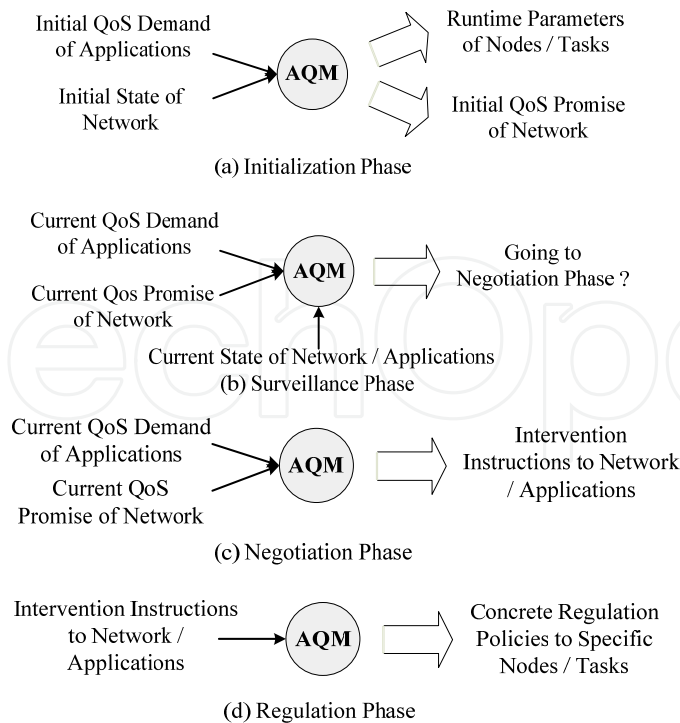 Initial QoS Demand
of Applications
Initial State of
Network
AQM
Runtime Parameters
of Nodes / Tasks
Initial QoS Promise
of Network
(a) Initialization Phase
Current QoS Demand
of Applications
Current Qos Promise
of Network
AQM
Going to
Negotiation Phase ?
Current State of Network / Applications
(b) Surveillance Phase
Current QoS Demand
of Applications
Current QoS
Promise of Network
AQM
Intervention
Instructions to Network
/ Applications
(c) Negotiation Phase
Intervention Instructions
to Network /
Applications
AQM
Concrete Regulation
Policies to Specific
Nodes / Tasks
(d) Regulation Phase
echOpe